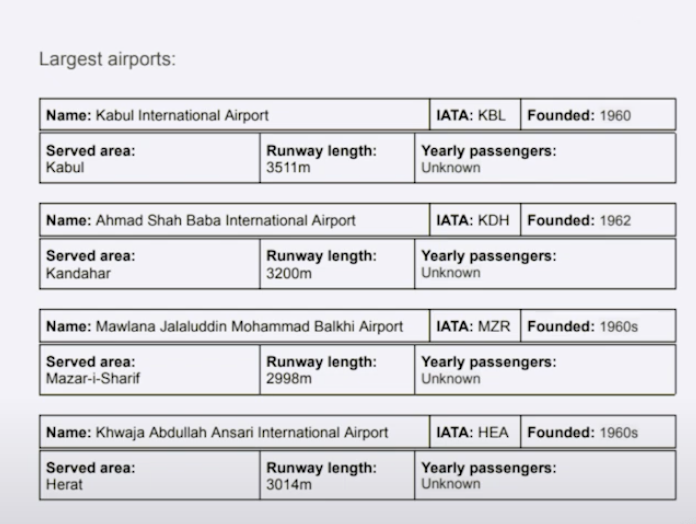 Largest airports:
Name: Kabul International Airport IATA: KBL Founded: 1960
Served area: Runway length: Yearly passengers:
Kabul 3511m Unknown
Name: Ahmad Shah Baba International Airport IATA: KDH Founded: 1962
Served area: Runway length: Yearly passengers:
Kandahar 3200m Unknown
Name: Mawlana Jalaluddin Mohammad Balkhi Airport IATA: MZR Founded: 1960s
Served area: Runway length: Yearly passengers:
Mazar-i-Sharif 2998m Unknown
Name: Khwaja Abdullah Ansari International Airport IATA: HEA Founded: 1960s
Served area: Runway length: Yearly passengers:
Herat 3014m Unknown